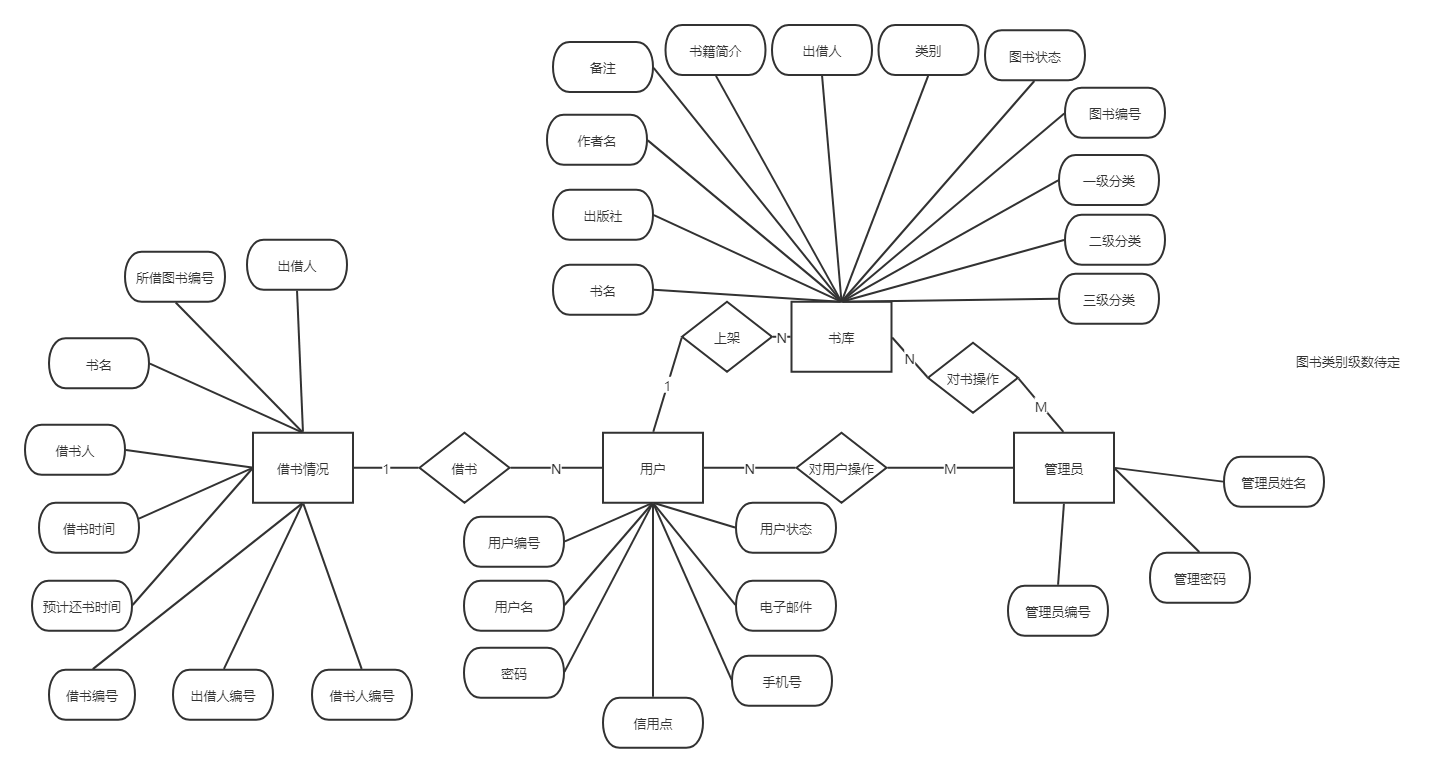 书籍简介
出借人
类别
图书状态
备注
图书编号
作者名
一级分类
出版社
二级分类
出借人
所借图书编号
书名
三级分类
上架
N
书库
N
对书操作
图书类别级数待定
书名
1
M
借书人
借书情况
1
借书
N
用户
N
对用户操作
M
管理员
管理员姓名
借书时间
用户编号
用户状态
管理密码
预计还书时间
用户名
电子邮件
管理员编号
密码
手机号
借书编号
出借人编号
借书人编号
信用点